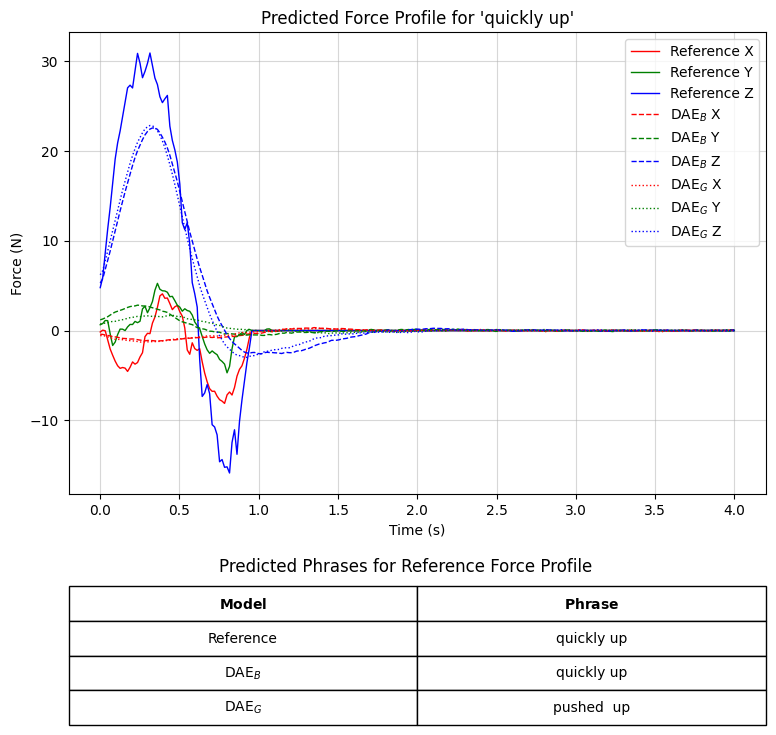 Predicted Force Profile for 'quickly up'
Force (N)
30
20
10
0
−10
Reference X
Reference Y
Reference Z
DAE_B X
DAE_B Y
DAE_B Z
DAE_G X
DAE_G Y
DAE_G Z
0.0 0.5 1.0 1.5 2.0 2.5 3.0 3.5 4.0
Time (s)
Predicted Phrases for Reference Force Profile
Model Phrase
Reference quickly up
DAE_B quickly up
DAE_G pushed  up